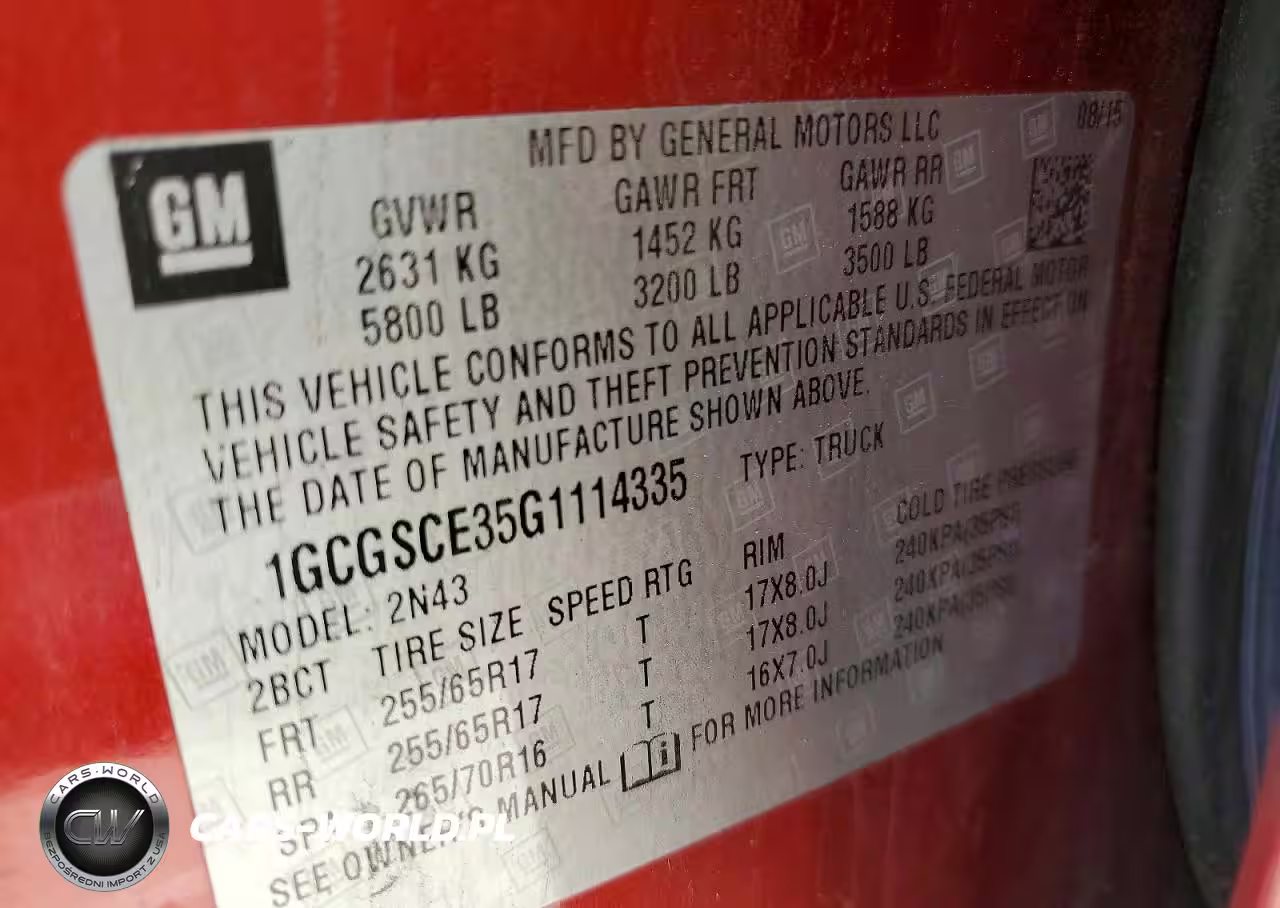 MFD BY GENERAL MOTORS LLC 08/15
GM
GVWR GAWR FRT GAWR RR
2631 KG 1452 KG 1588 KG
5800 LB 3200 LB 3500 LB
THIS VEHICLE CONFORMS TO ALL APPLICABLE U.S. FEDERAL MOTOR
VEHICLE SAFETY AND THEFT PREVENTION STANDARDS IN EFFECT ON
THE DATE OF MANUFACTURE SHOWN ABOVE.
1GCGSCE35G1114335 TYPE: TRUCK
MODEL: 2N43
2BCT TIRE SIZE SPEED RTG RIM COLD TIRE PRESSURE
FRT 255/65R17 T 17X8.0J 240KPA(35PSI)
RR 255/65R17 T 17X8.0J 240KPA(35PSI)
SP 265/70R16 T 16X7.0J 240KPA(35PSI)
SEE OWNER'S MANUAL FOR MORE INFORMATION
CARS-WORLD
CW
BEZPOŚREDNI IMPORT Z USA
CARS-WORLD.PL